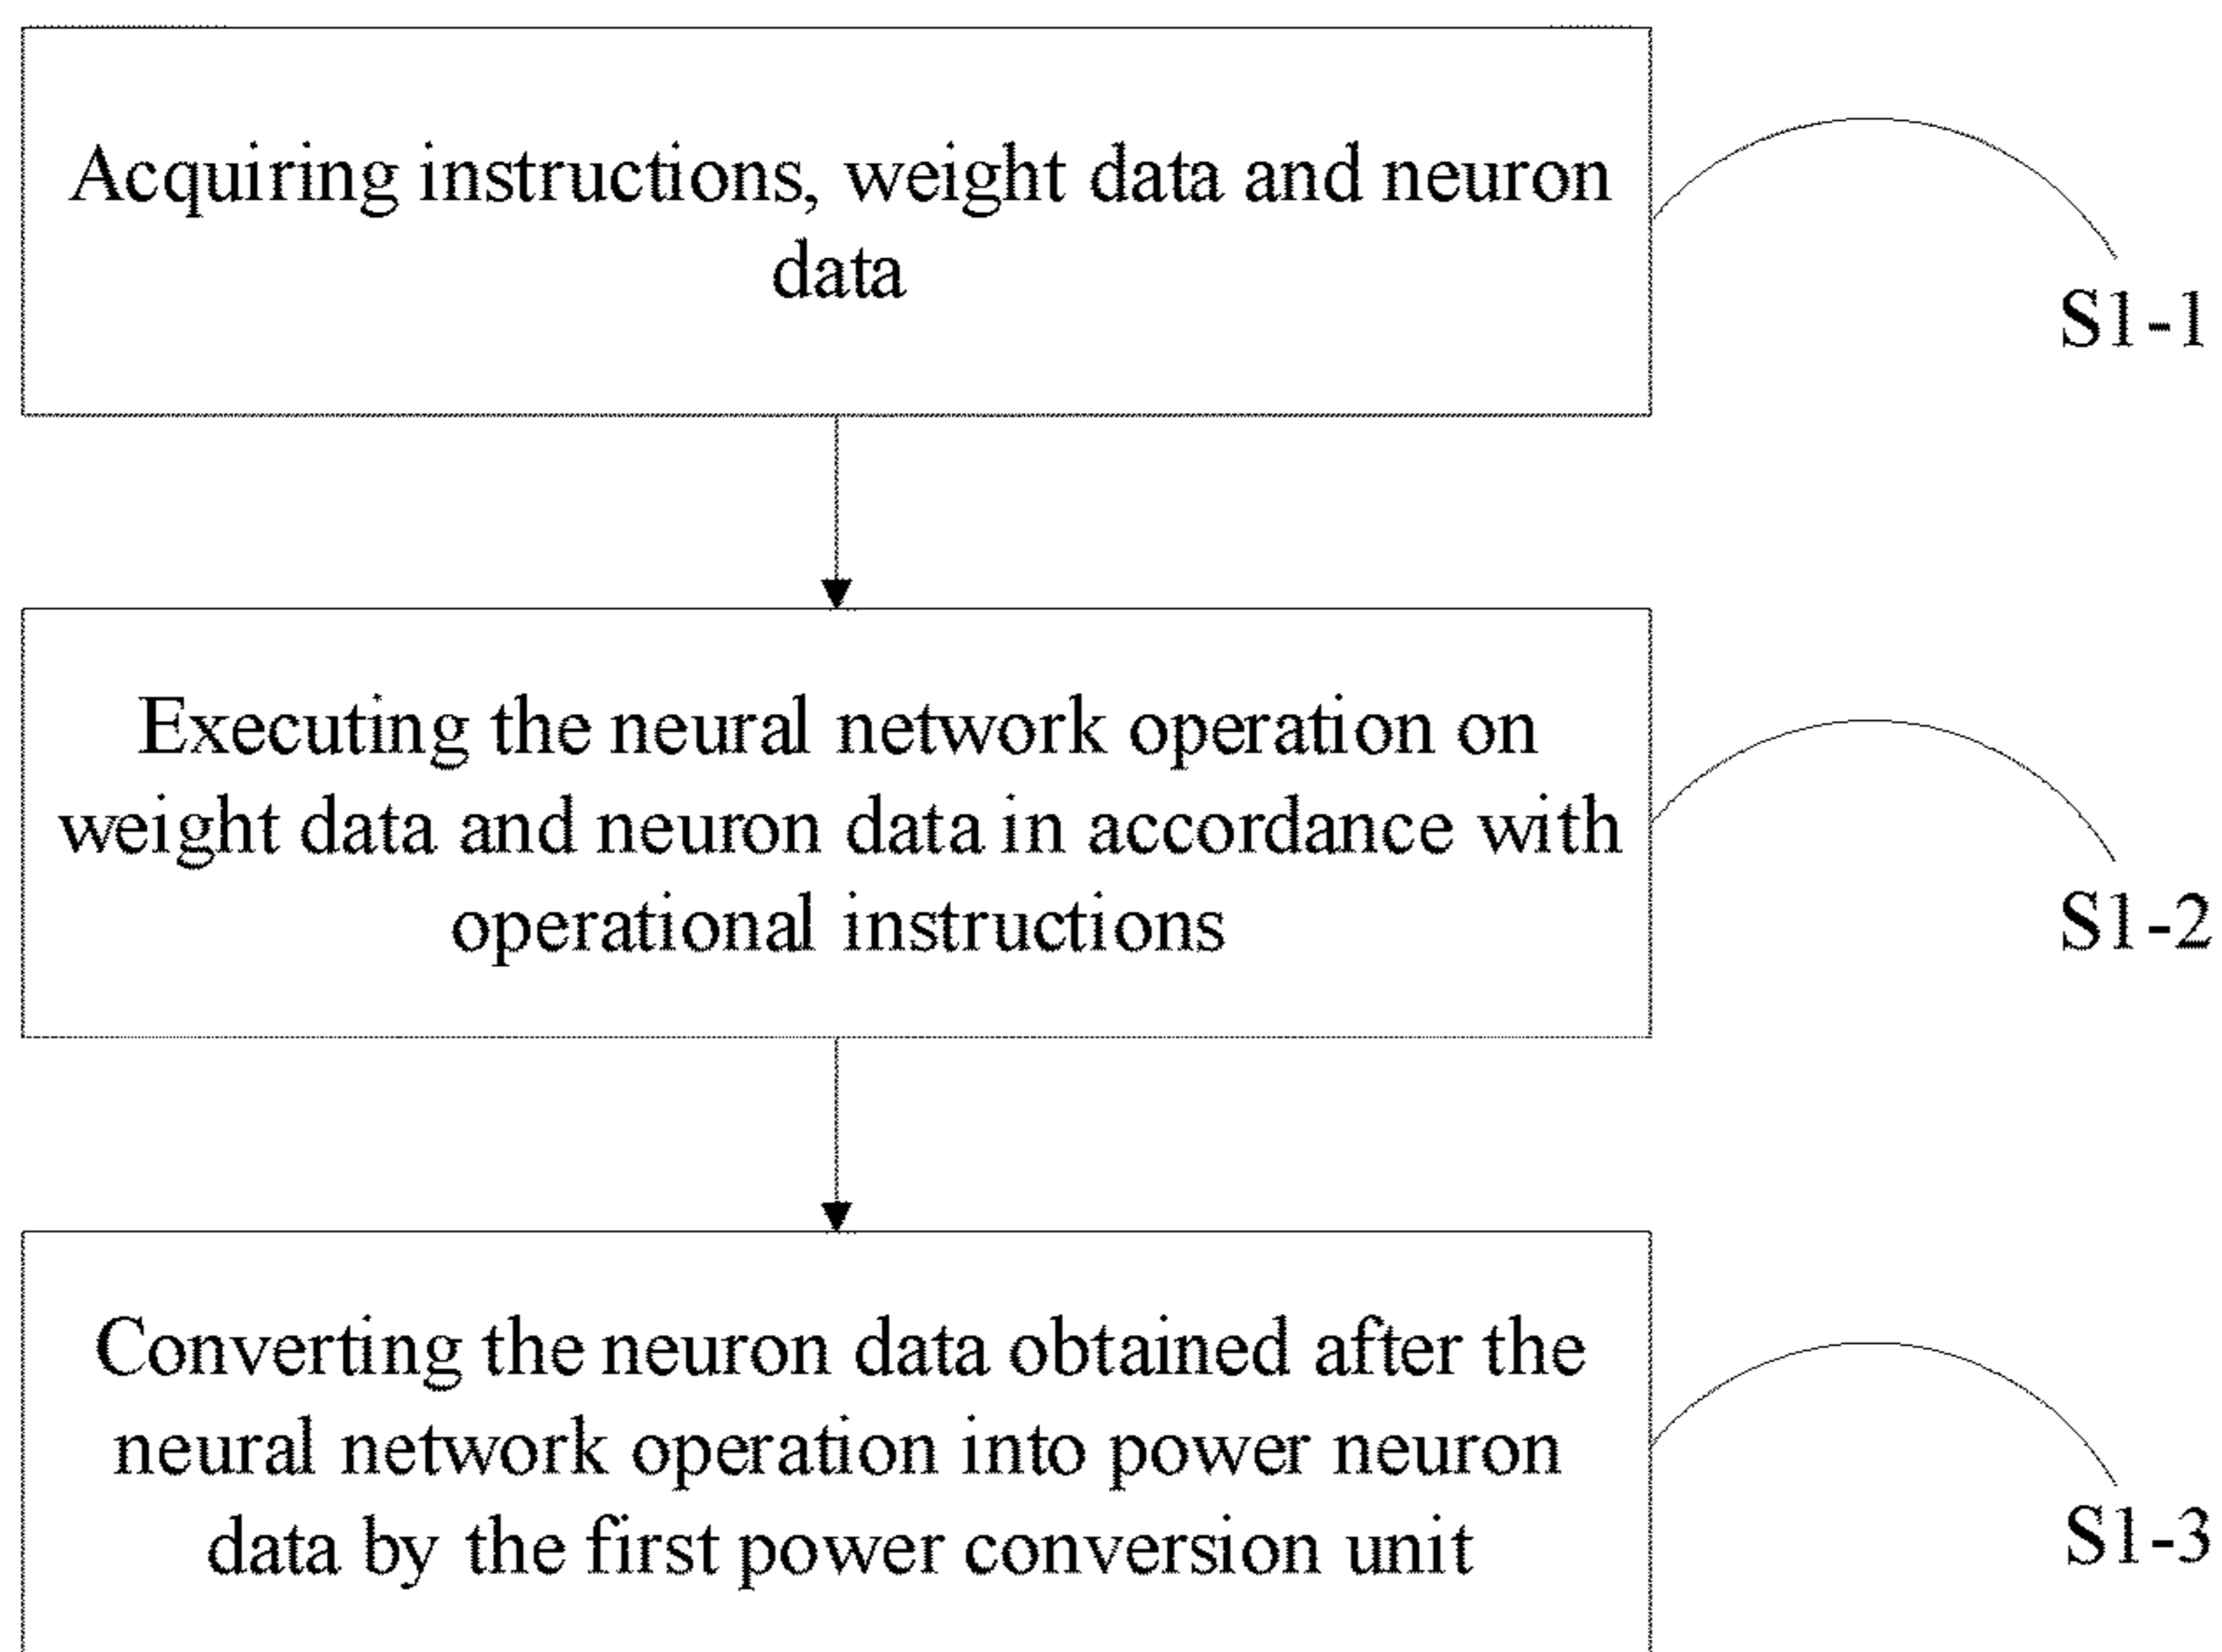 Acquiring instructions, weight data and neuron
data
S1-1
Executing the neural network operation on
weight data and neuron data in accordance with
operational instructions
S1-2
Converting the neuron data obtained after the
neural network operation into power neuron
data by the first power conversion unit
S1-3